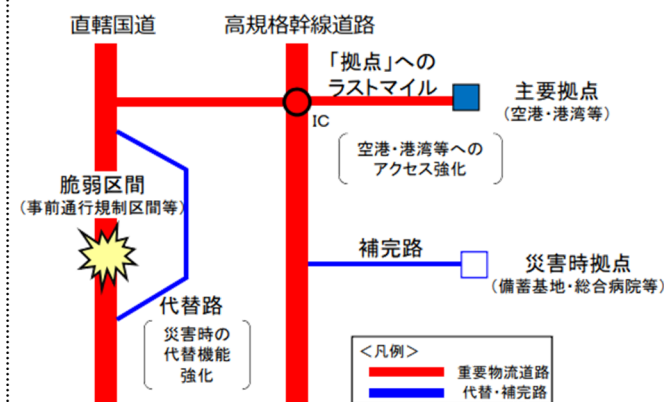 直轄国道
高規格幹線道路
「拠点」への
ラストマイル
主要拠点
(空港・港湾等)
IC
空港・港湾等への
アクセス強化
脆弱区間
(事前通行規制区間等)
補完路
災害時拠点
(備蓄基地・総合病院等)
代替路
災害時の
代替機能
強化
<凡例>
重要物流道路
代替・補完路